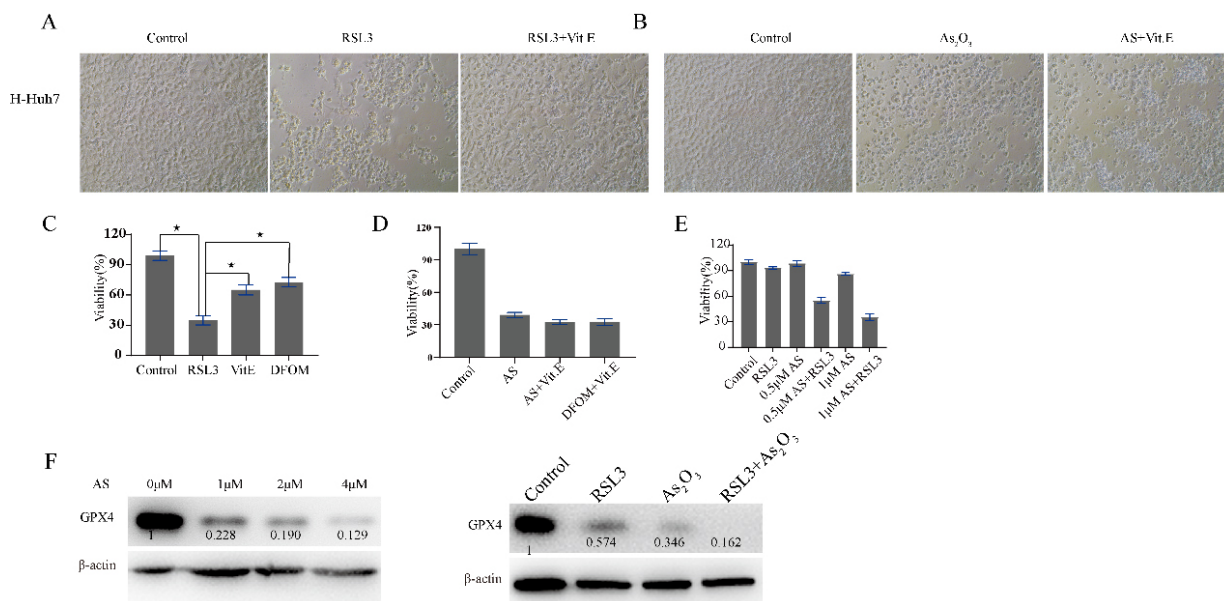 A
B
Control
RSL3
RSL3+Vit E
Control
As₂O₃
AS+Vit.E
H-Huh7
C
D
E
Viability(%)
120
90
60
30
0
Control
RSL3
VitE
DFOM
★
★
★
Viability(%)
120
90
60
30
0
Control
AS
AS+Vit.E
DFOM+Vit.E
Viability(%)
120
90
60
30
0
Control
RSL3
0.5μM AS
0.5μM AS+RSL3
1μM AS
1μM AS+RSL3
F
AS
0μM
1μM
2μM
4μM
GPX4
1
0.228
0.190
0.129
β-actin
Control
RSL3
As₂O₃
RSL3+As₂O₃
GPX4
1
0.574
0.346
0.162
β-actin